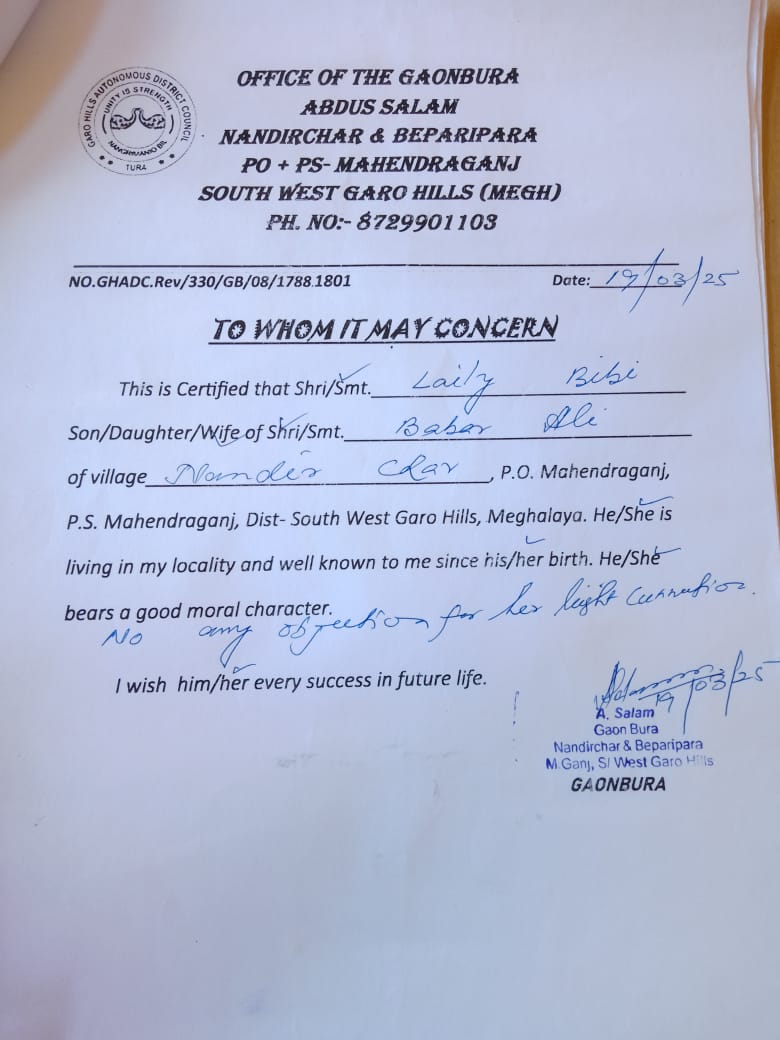 GARO HILLS AUTONOMOUS DISTRICT COUNCIL
UNITY IS STRENGTH
TURA
OFFICE OF THE GAONBURA
ABDUS SALAM
NANDIRCHAR & BEPARIPARA
PO + PS- MAHENDRAGANJ
SOUTH WEST GARO HILLS (MEGH)
PH. NO:- 8729901103
NO.GHADC.Rev/330/GB/08/1788.1801 Date: 19/03/25
TO WHOM IT MAY CONCERN
This is Certified that Shri/Smt. Laily Bibi
Son/Daughter/Wife of Shri/Smt. Babar Ali
of village Nandir Char, P.O. Mahendraganj,
P.S. Mahendraganj, Dist- South West Garo Hills, Meghalaya. He/She is
living in my locality and well known to me since his/her birth. He/She
bears a good moral character.
No any objection for her light
I wish him/her every success in future life.
19/03/25
A. Salam
Gaon Bura
Nandirchar & Beparipara
M Ganj, S/ West Garo Hills
GAONBURA